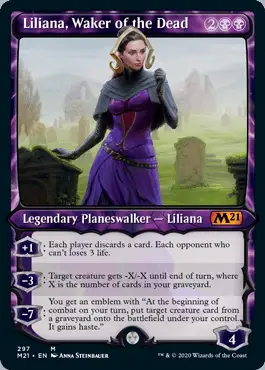 Liliana, Waker of the Dead 2
M21
Legendary Planeswalker — Liliana
+1 Each player discards a card. Each opponent
who can't loses 3 life.
−3 Target creature gets -X/-X until end of turn, where
X is the number of cards in your graveyard.
−7 You get an emblem with "At the beginning of
combat on your turn, put target creature card
from a graveyard onto the battlefield under your control.
It gains haste."
4
297 M
M21 • EN Anna Steinbauer
™ & © 2020 Wizards of the Coast